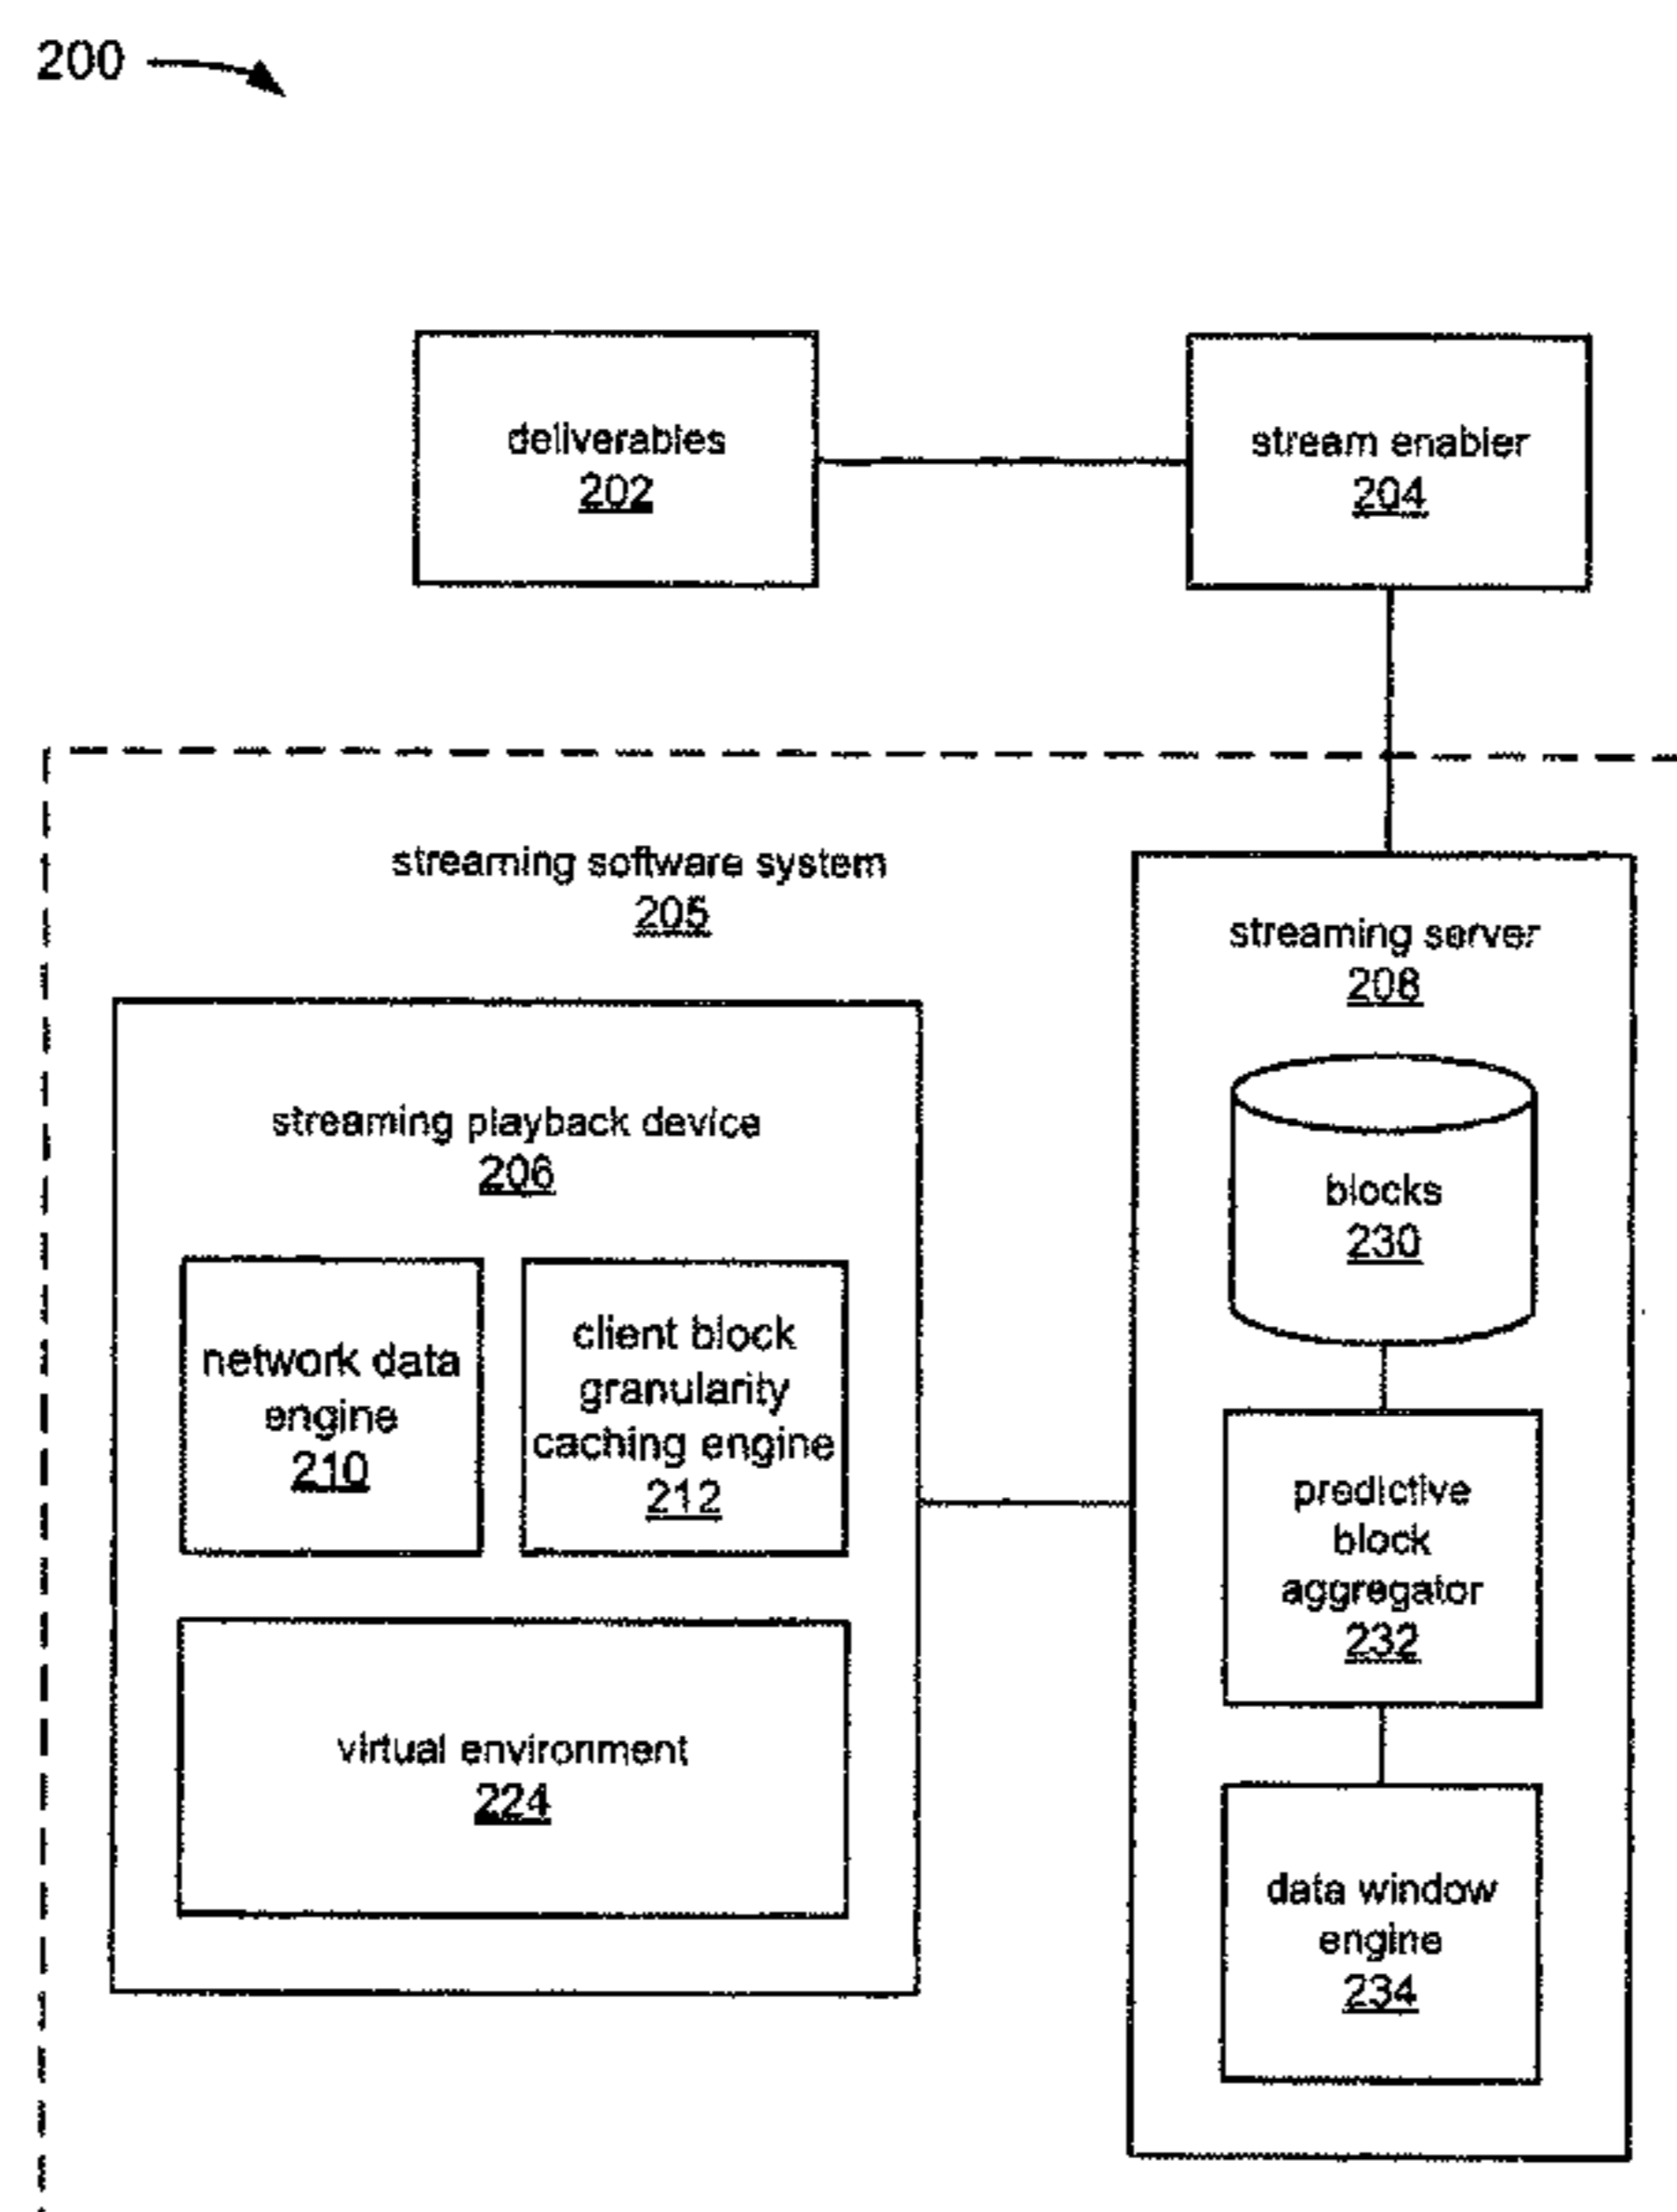 200
deliverables
202
stream enabler
204
streaming software system
205
streaming server
208
streaming playback device
206
blocks
230
network data
engine
210
client block
granularity
caching engine
212
predictive
block
aggregator
232
virtual environment
224
data window
engine
234